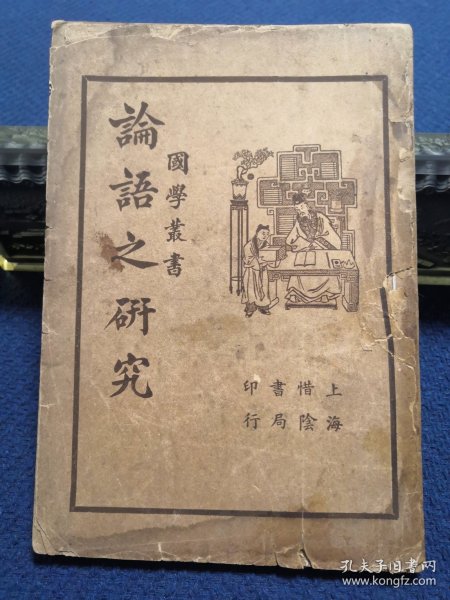 國學叢書
論語之研究
上海
惜陰
書局
印行
孔夫子旧书网
www.kongfz.com